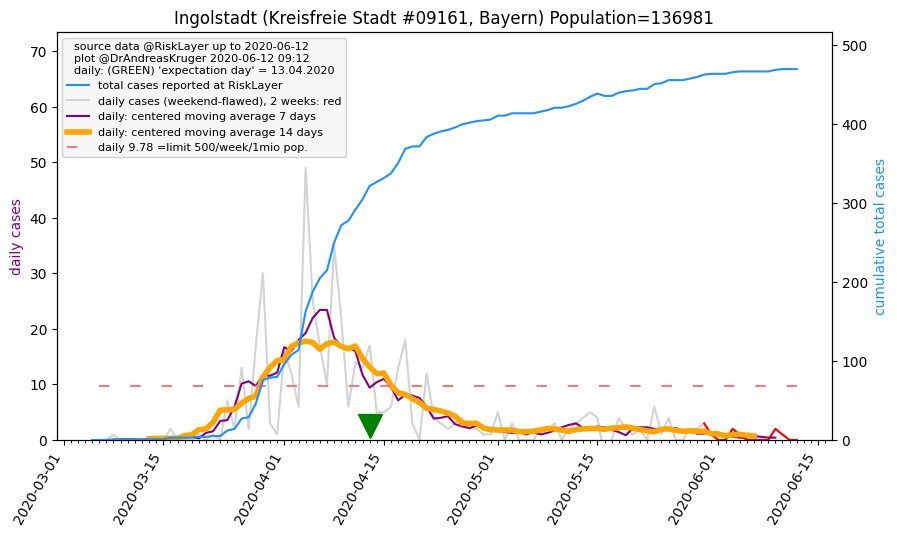 Ingolstadt (Kreisfreie Stadt #09161, Bayern) Population=136981
source data @RiskLayer up to 2020-06-12
plot @DrAndreasKruger 2020-06-12 09:12
daily: (GREEN) 'expectation day' = 13.04.2020
total cases reported at RiskLayer
daily cases (weekend-flawed), 2 weeks: red
daily: centered moving average 7 days
daily: centered moving average 14 days
daily 9.78 =limit 500/week/1mio pop.
daily cases
70
60
50
40
30
20
10
0
cumulative total cases
500
400
300
200
100
0
2020-03-01
2020-03-15
2020-04-01
2020-04-15
2020-05-01
2020-05-15
2020-06-01
2020-06-15